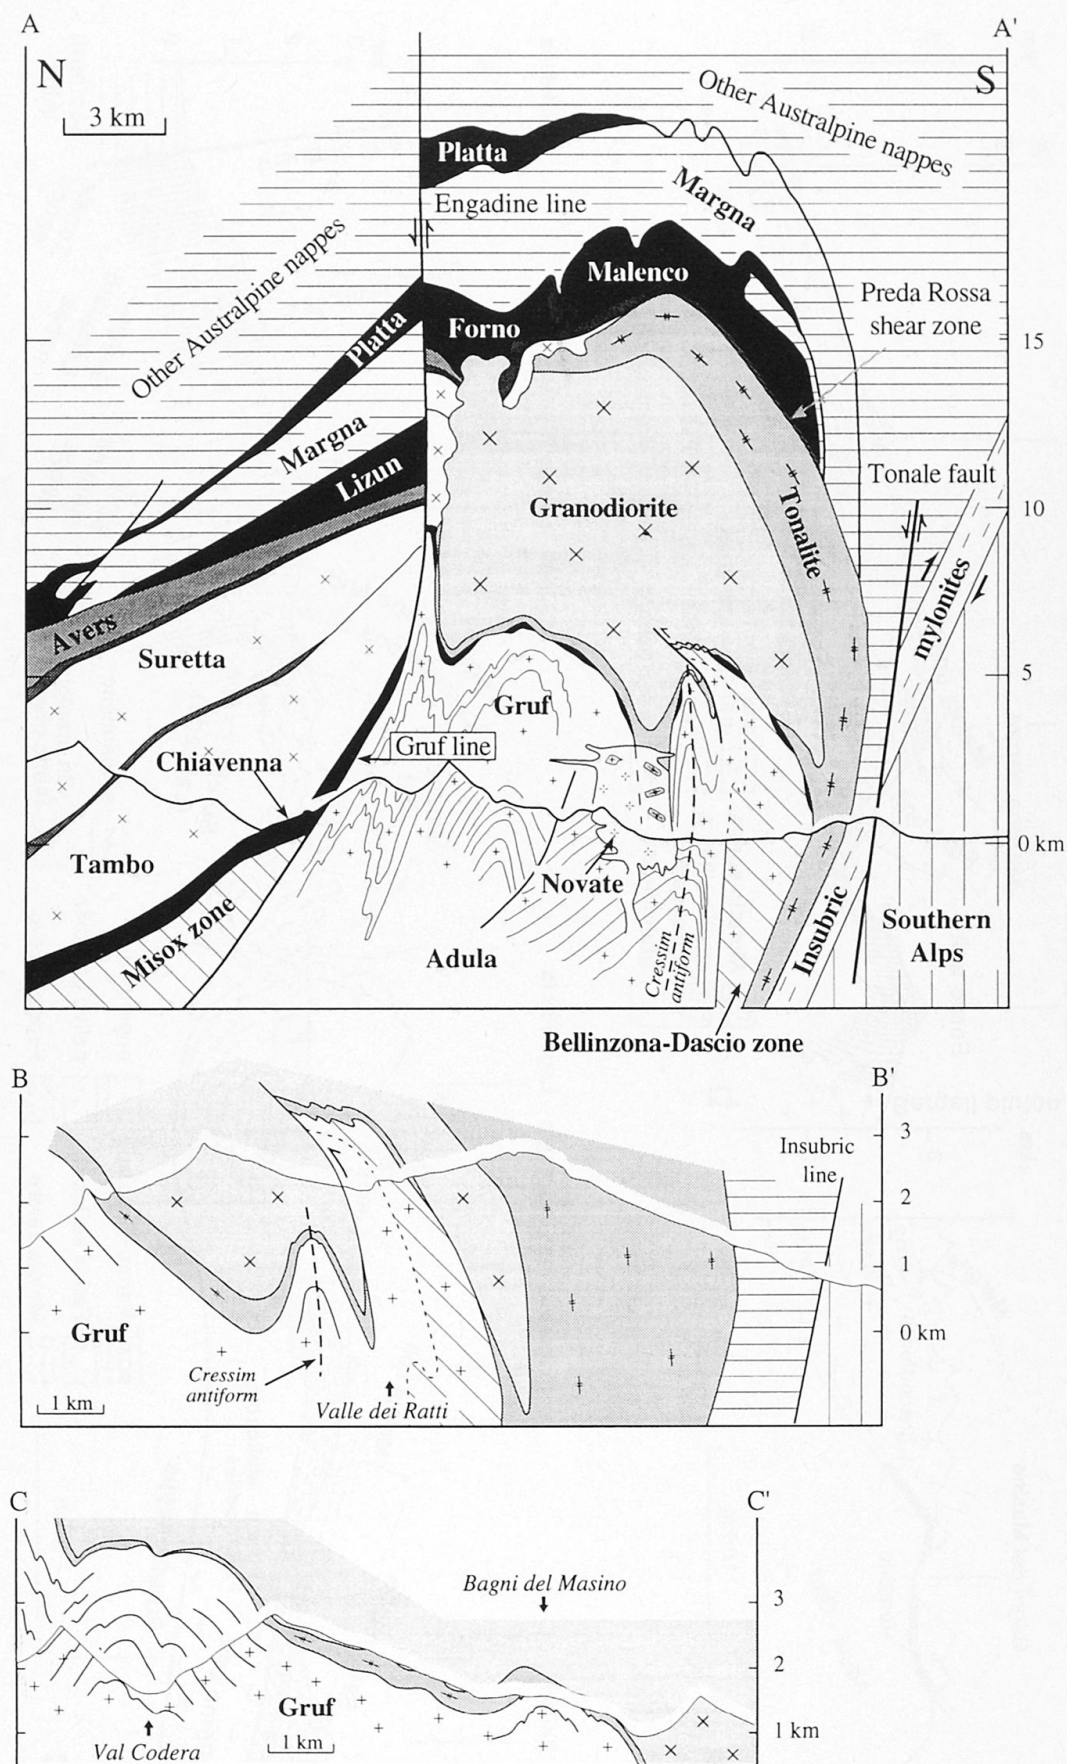 A
A'
N
S
3 km
Other Australpine nappes
Platta
Margna
Engadine line
Other Australpine nappes
Malenco
Preda Rossa
shear zone
Platta
Forno
15
Margna
Lizun
Tonale fault
Granodiorite
10
Tonalite
mylonites
Avers
Suretta
5
Gruf
Gruf line
Chiavenna
0 km
Tambo
Novate
Misox zone
Adula
Cressim
antiform
Insubric
Southern
Alps
Bellinzona-Dascio zone
B
B'
3
Insubric
line
2
1
Gruf
0 km
Cressim
antiform
1 km
Valle dei Ratti
C
C'
Bagni del Masino
3
2
Gruf
1 km
1 km
Val Codera